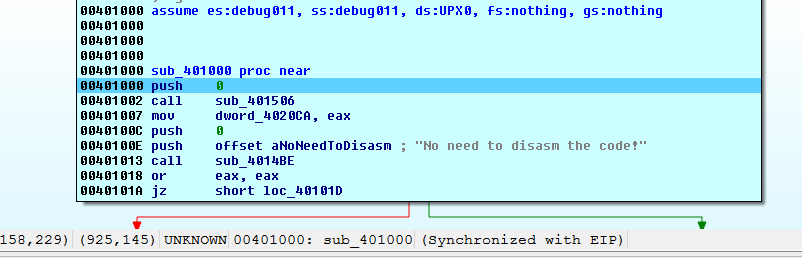 00401000 assume es:debug011, ss:debug011, ds:UPX0, fs:nothing, gs:nothing
00401000
00401000
00401000
00401000 sub_401000 proc near
00401000 push    0
00401002 call    sub_401506
00401007 mov     dword_4020CA, eax
0040100C push    0
0040100E push    offset aNoNeedToDisasm ; "No need to disasm the code!"
00401013 call    sub_4014BE
00401018 or      eax, eax
0040101A jz      short loc_40101D
158,229) (925,145) UNKNOWN 00401000: sub_401000 (Synchronized with EIP)